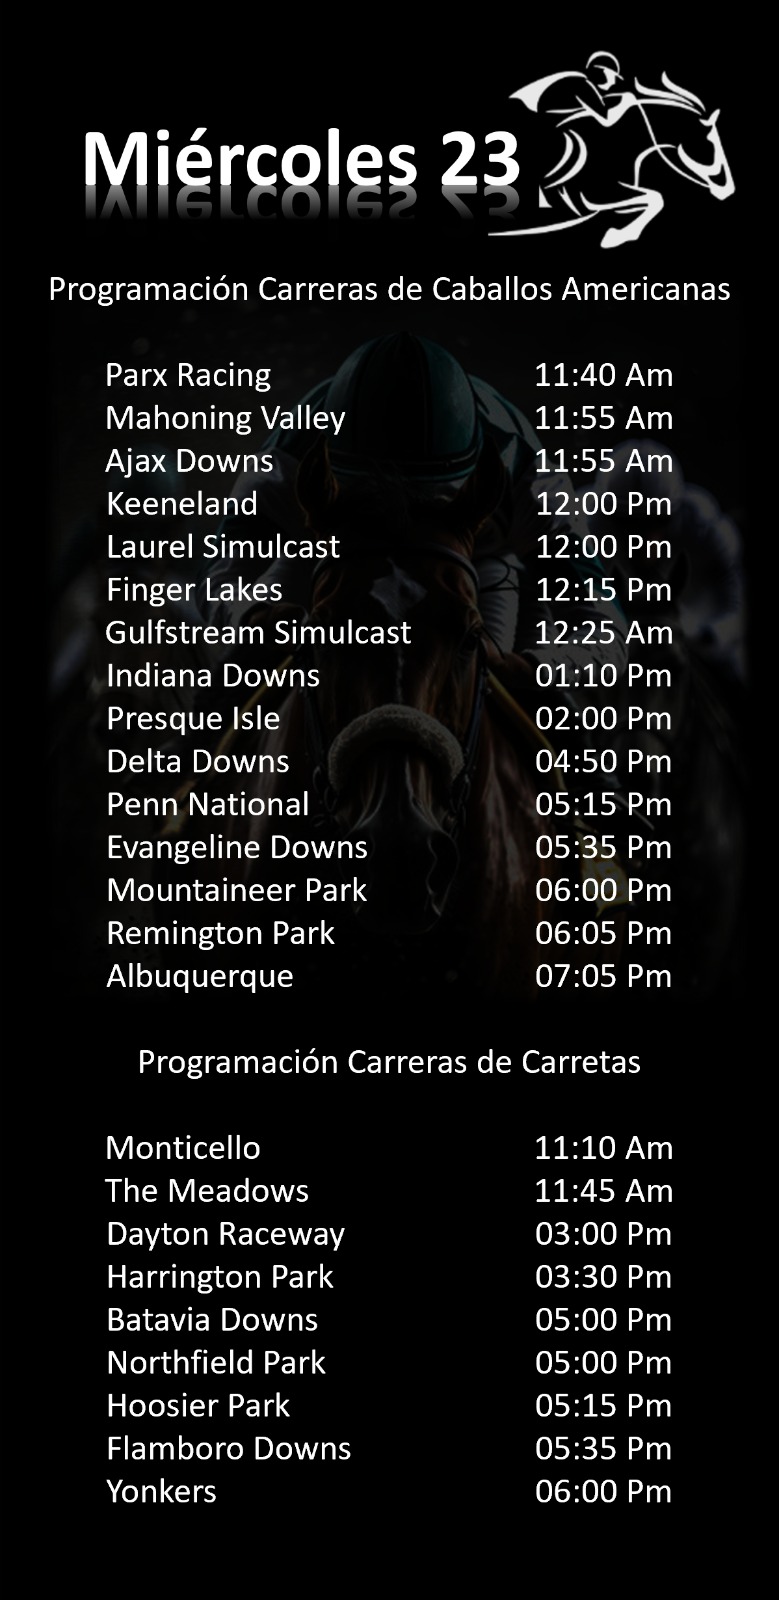 Miércoles 23
Programación Carreras de Caballos Americanas
Parx Racing 11:40 Am
Mahoning Valley 11:55 Am
Ajax Downs 11:55 Am
Keeneland 12:00 Pm
Laurel Simulcast 12:00 Pm
Finger Lakes 12:15 Pm
Gulfstream Simulcast 12:25 Am
Indiana Downs 01:10 Pm
Presque Isle 02:00 Pm
Delta Downs 04:50 Pm
Penn National 05:15 Pm
Evangeline Downs 05:35 Pm
Mountaineer Park 06:00 Pm
Remington Park 06:05 Pm
Albuquerque 07:05 Pm
Programación Carreras de Carretas
Monticello 11:10 Am
The Meadows 11:45 Am
Dayton Raceway 03:00 Pm
Harrington Park 03:30 Pm
Batavia Downs 05:00 Pm
Northfield Park 05:00 Pm
Hoosier Park 05:15 Pm
Flamboro Downs 05:35 Pm
Yonkers 06:00 Pm